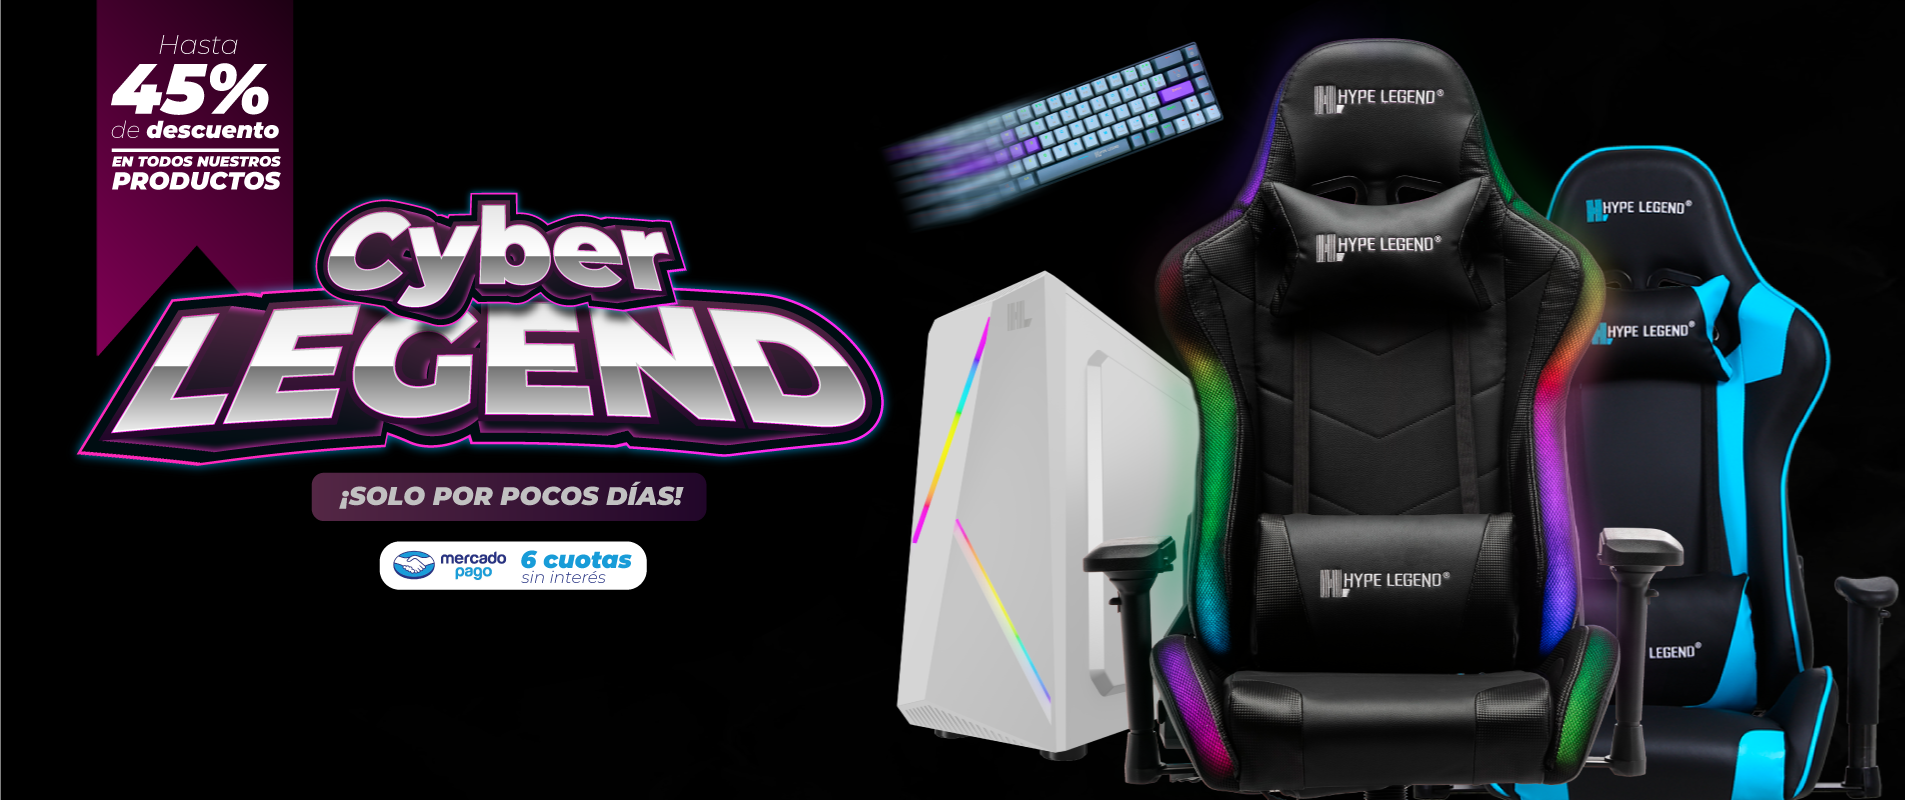 Hasta
45%
de descuento
EN TODOS NUESTROS
PRODUCTOS
Cyber
LEGEND
¡SOLO POR POCOS DÍAS!
mercado
pago
6 cuotas
sin interés
HYPE LEGEND®
HYPE LEGEND®
HYPE LEGEND®
HYPE LEGEND®
HYPE LEGEND®
LEGEND®